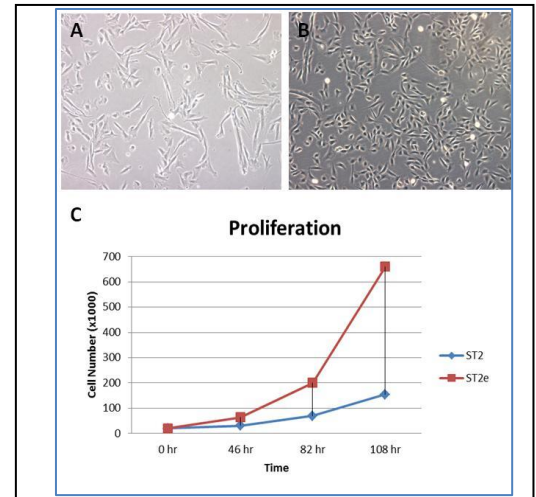 A
B
C
Proliferation
700
600
500
400
300
200
100
0
Cell Number (x1000)
0 hr 46 hr 82 hr 108 hr
Time
ST2
ST2e